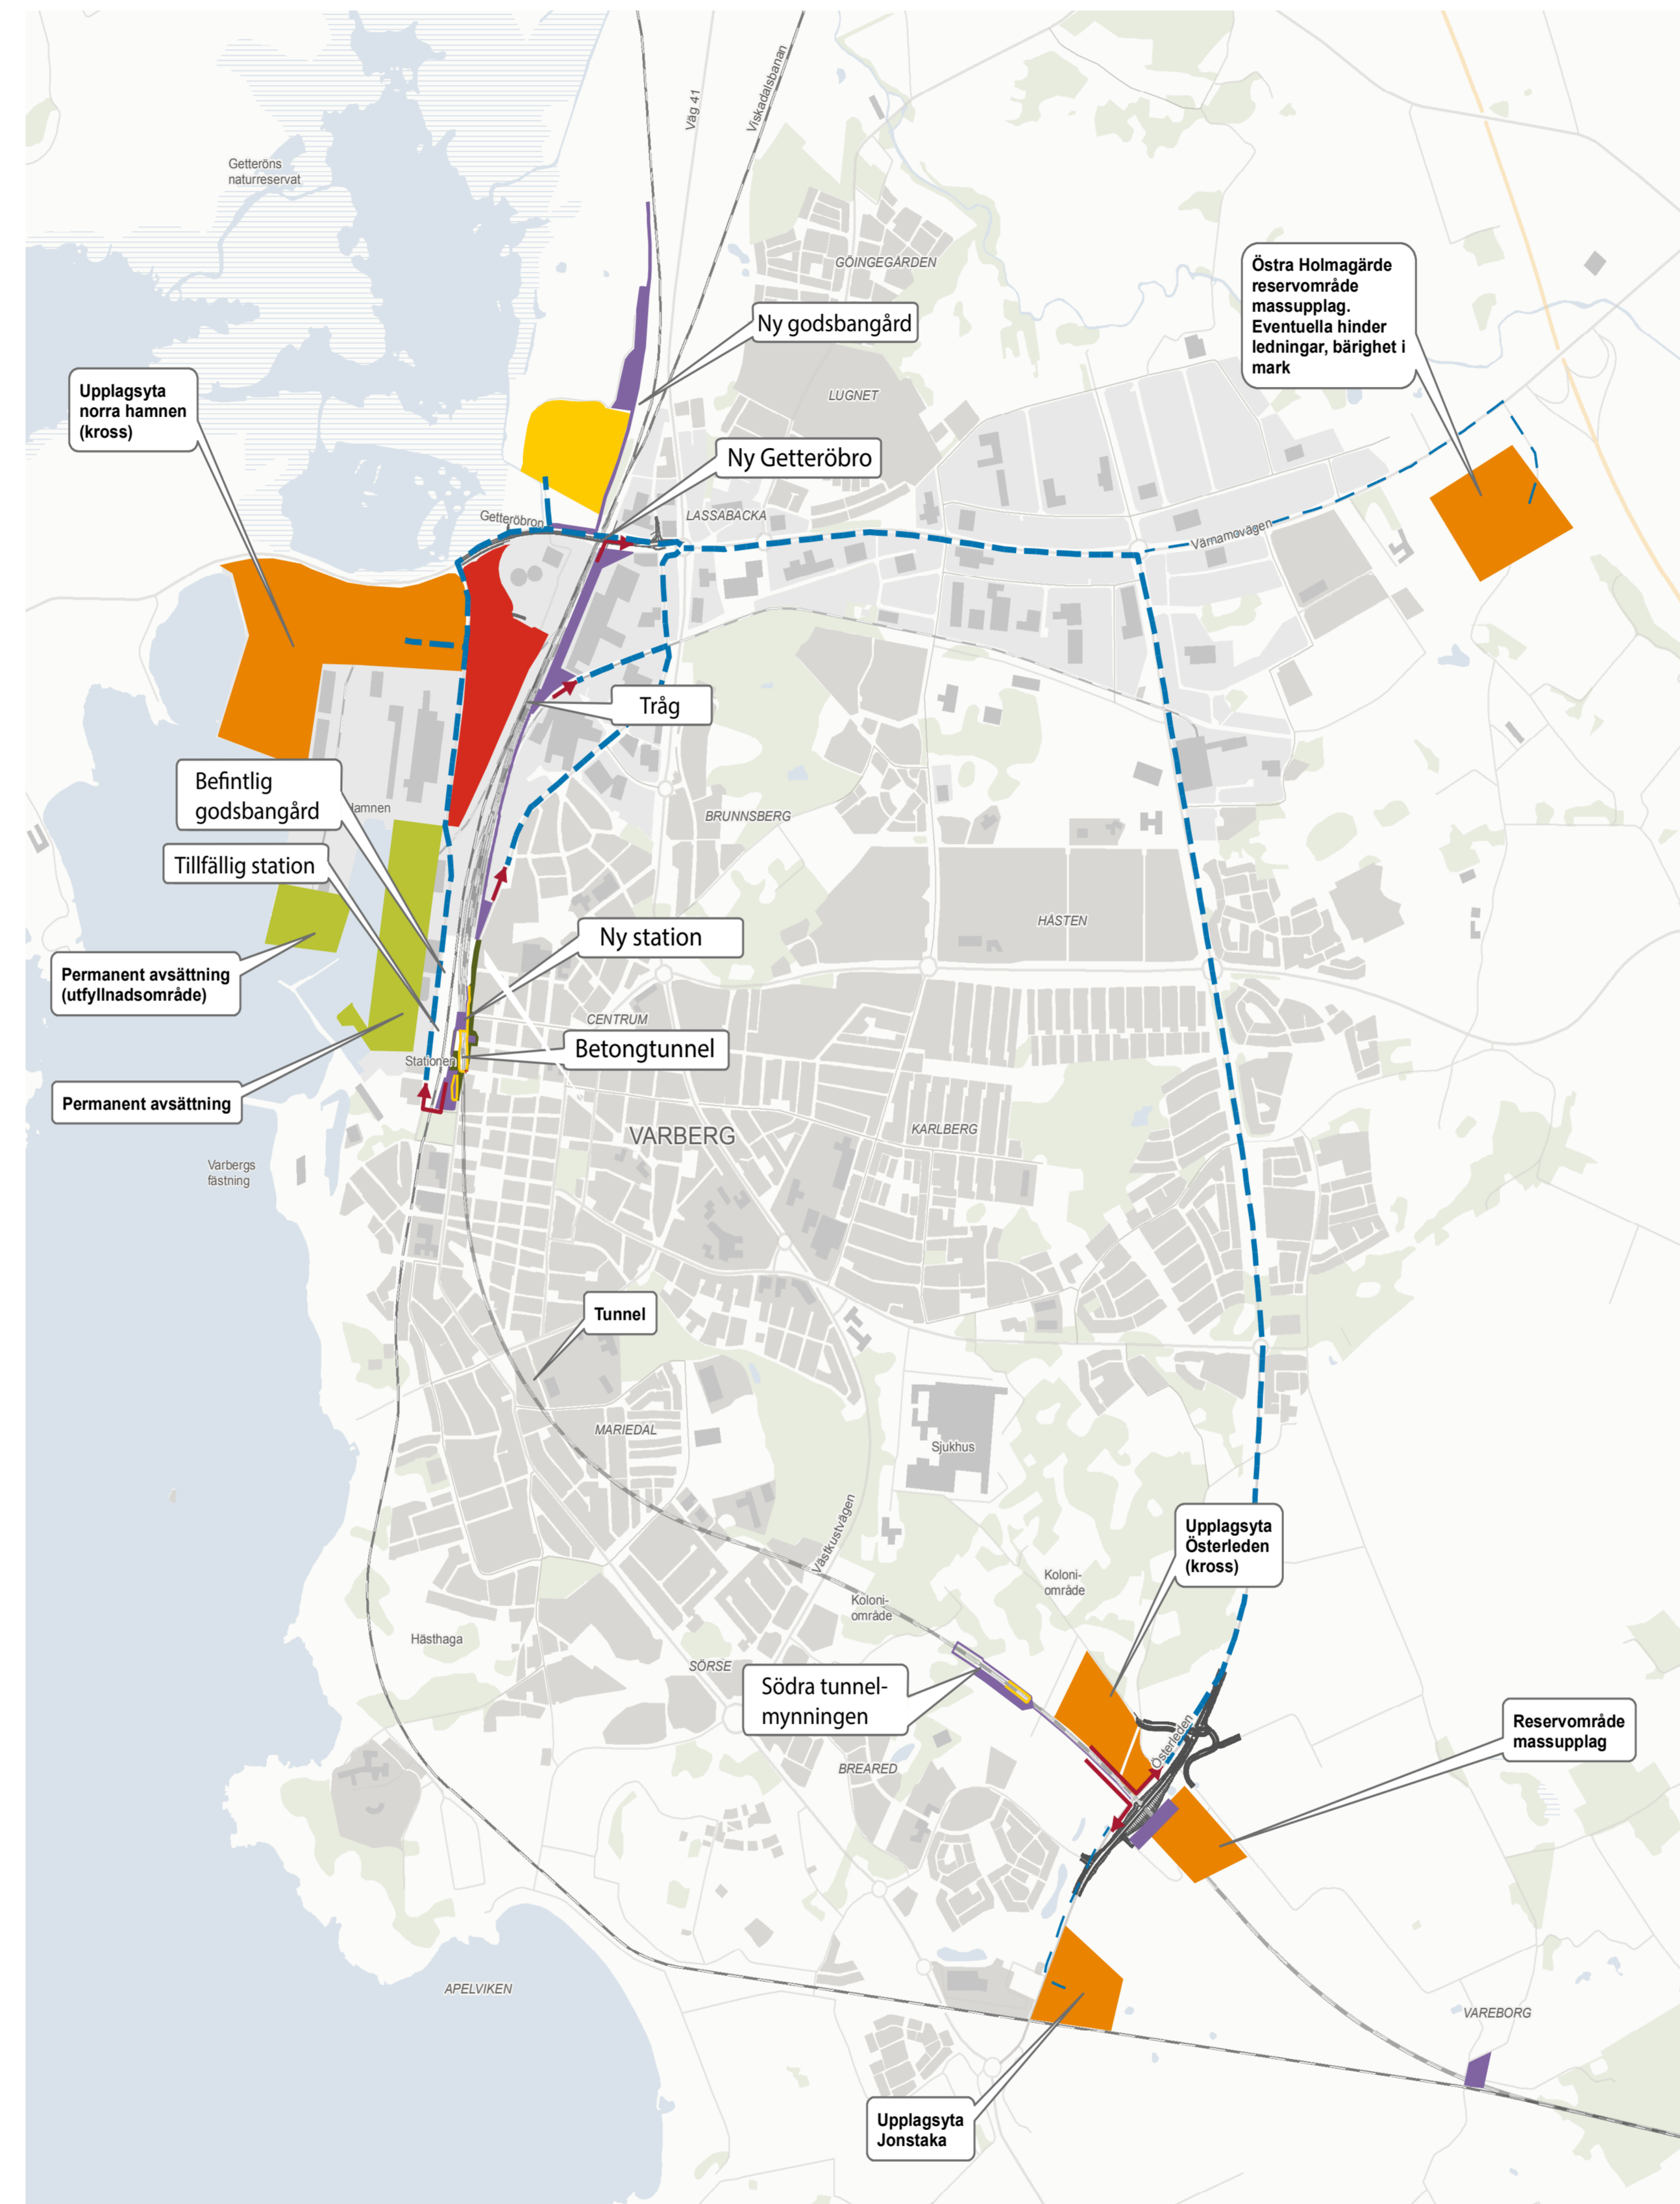 Väg 41
Viskadalsbanan
Getteröns
naturreservat
GÖINGEGÅRDEN
Östra Holmagärde
reservområde
massupplag.
Eventuella hinder
ledningar, bärighet i
mark
Ny godsbangård
Upplagsyta
norra hamnen
(kross)
LUGNET
Ny Getteröbro
Getteröbron
LASSABACKA
Värnamovägen
Tråg
Befintlig
godsbangård
Hamnen
BRUNNSBERG
Tillfällig station
HÅSTEN
Ny station
Permanent avsättning
(utfyllnadsområde)
CENTRUM
Betongtunnel
Stationen
Permanent avsättning
VARBERG
KARLBERG
Varbergs
fästning
Tunnel
MARIEDAL
Sjukhus
Västkustvägen
Upplagsyta
Österleden
(kross)
Koloni-
område
Koloni-
område
Hästhaga
SÖRSE
Södra tunnel-
mynningen
Österleden
Reservområde
massupplag
BREARED
APELVIKEN
VAREBORG
Upplagsyta
Jonstaka